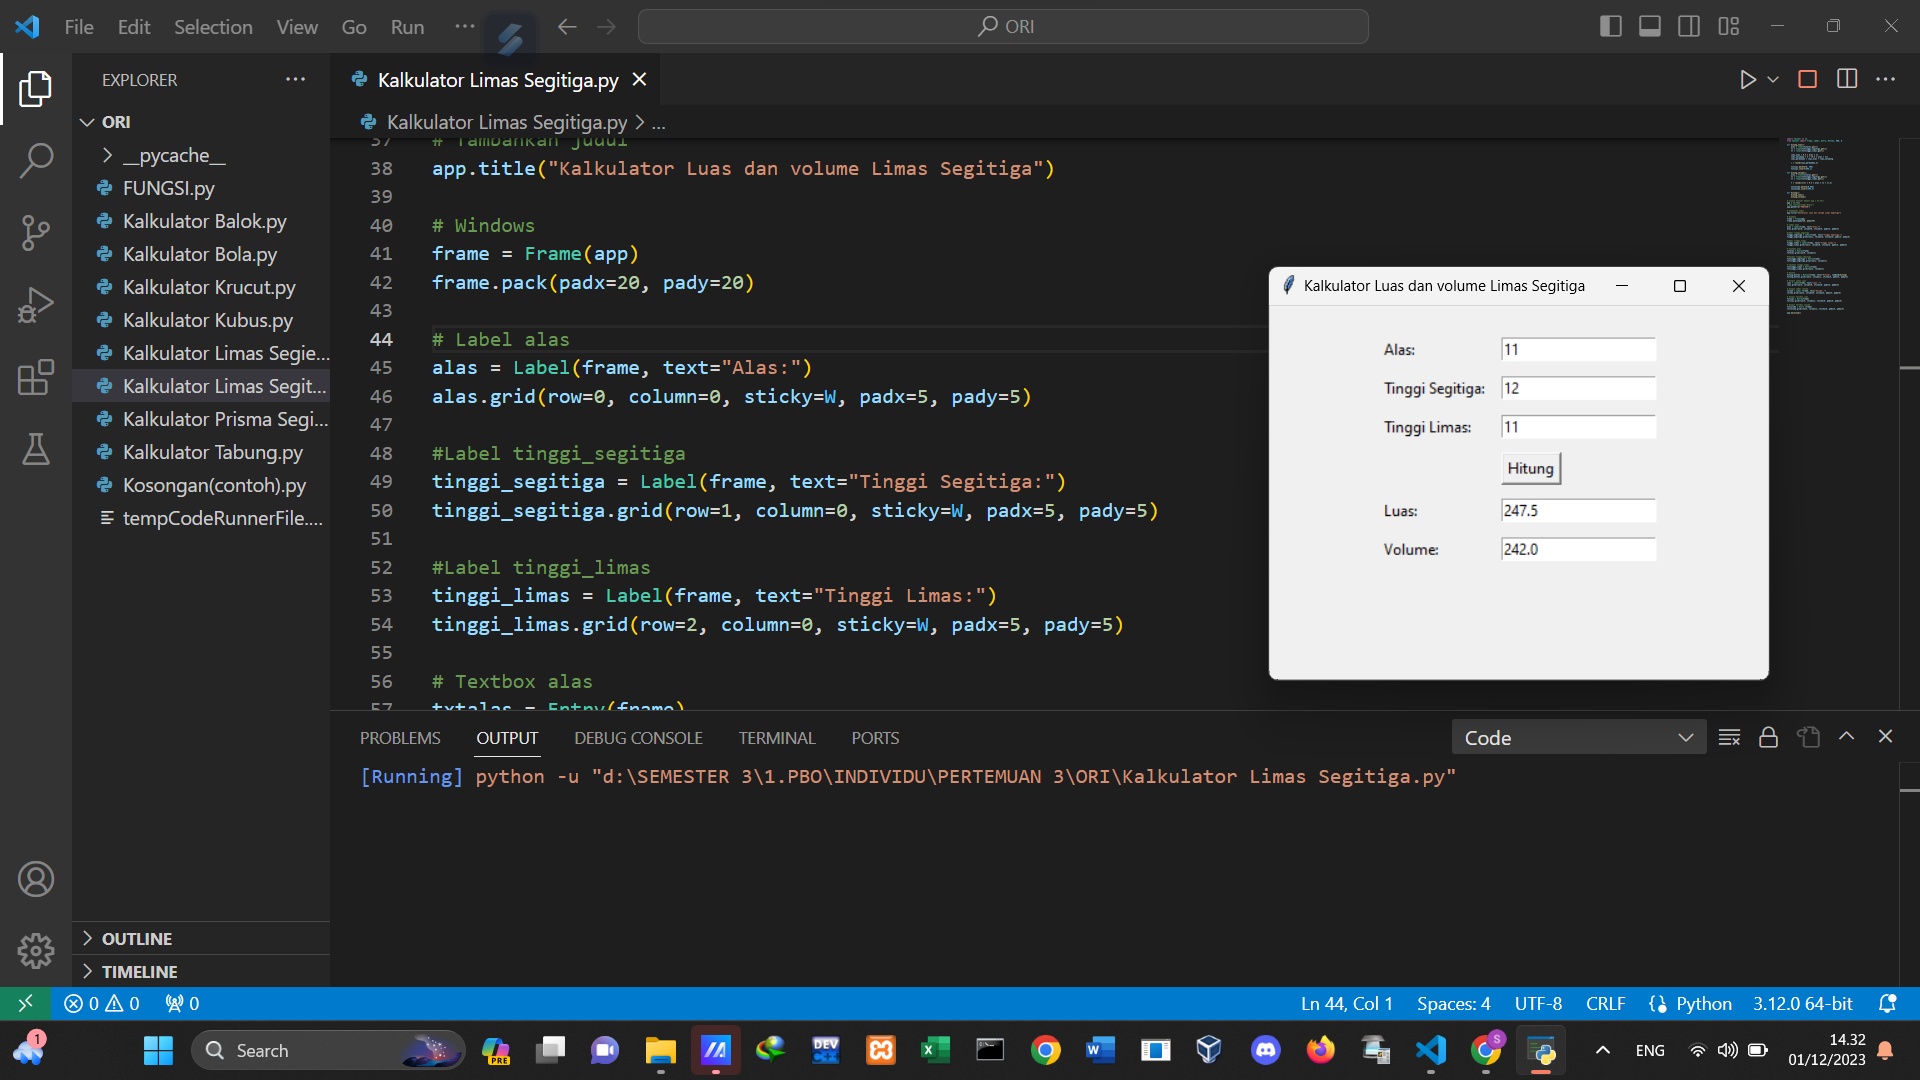 File Edit Selection View Go Run ··· ORI
EXPLORER ···
ORI
__pycache__
FUNGSI.py
Kalkulator Balok.py
Kalkulator Bola.py
Kalkulator Krucut.py
Kalkulator Kubus.py
Kalkulator Limas Segie...
Kalkulator Limas Segit...
Kalkulator Prisma Segi...
Kalkulator Tabung.py
Kosongan(contoh).py
tempCodeRunnerFile....
OUTLINE
TIMELINE
Kalkulator Limas Segitiga.py
Kalkulator Limas Segitiga.py > ...
37 # Tambahkan judul
38 app.title("Kalkulator Luas dan volume Limas Segitiga")
39
40 # Windows
41 frame = Frame(app)
42 frame.pack(padx=20, pady=20)
43
44 # Label alas
45 alas = Label(frame, text="Alas:")
46 alas.grid(row=0, column=0, sticky=W, padx=5, pady=5)
47
48 #Label tinggi_segitiga
49 tinggi_segitiga = Label(frame, text="Tinggi Segitiga:")
50 tinggi_segitiga.grid(row=1, column=0, sticky=W, padx=5, pady=5)
51
52 #Label tinggi_limas
53 tinggi_limas = Label(frame, text="Tinggi Limas:")
54 tinggi_limas.grid(row=2, column=0, sticky=W, padx=5, pady=5)
55
56 # Textbox alas
57 txtalas = Entry(frame)
Kalkulator Luas dan volume Limas Segitiga
Alas: 11
Tinggi Segitiga: 12
Tinggi Limas: 11
Hitung
Luas: 247.5
Volume: 242.0
PROBLEMS OUTPUT DEBUG CONSOLE TERMINAL PORTS Code
[Running] python -u "d:\SEMESTER 3\1.PBO\INDIVIDU\PERTEMUAN 3\ORI\Kalkulator Limas Segitiga.py"
0 0 0 Ln 44, Col 1 Spaces: 4 UTF-8 CRLF Python 3.12.0 64-bit
1 Search PRE DEV C++ S ENG 14.32
01/12/2023